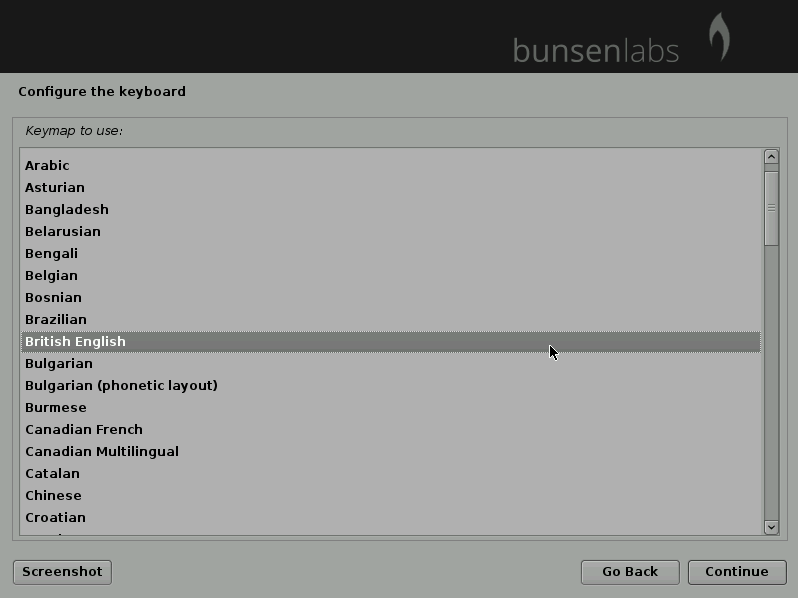 bunsenlabs
Configure the keyboard
Keymap to use:
Arabic
Asturian
Bangladesh
Belarusian
Bengali
Belgian
Bosnian
Brazilian
British English
Bulgarian
Bulgarian (phonetic layout)
Burmese
Canadian French
Canadian Multilingual
Catalan
Chinese
Croatian
Screenshot
Go Back
Continue